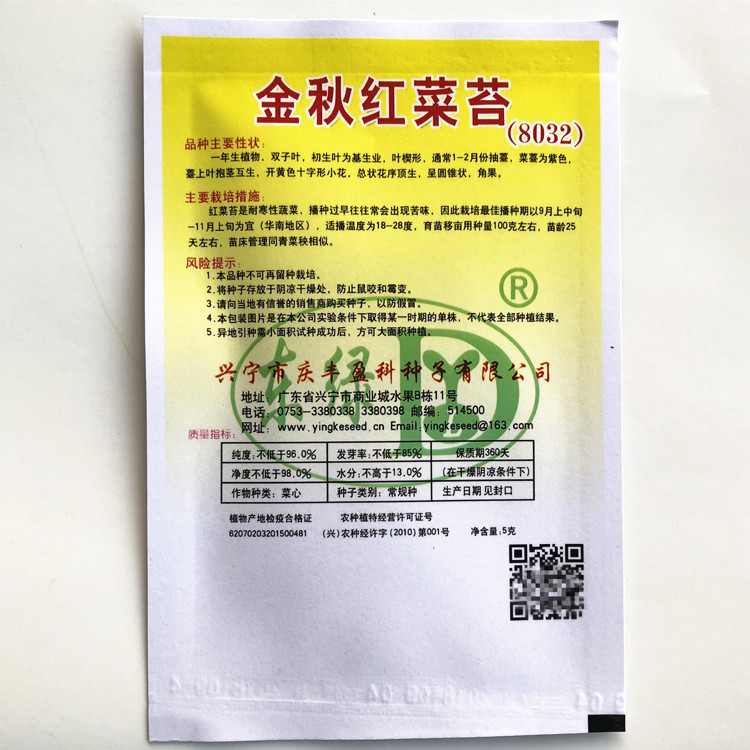 金秋红菜苔
(8032)
品种主要性状:
一年生植物，双子叶，初生叶为基生业，叶楔形，通常1-2月份抽薹，菜薹为紫色，
薹上叶抱茎互生，开黄色十字形小花，总状花序顶生，呈圆锥状，角果。
主要栽培措施:
红菜苔是耐寒性蔬菜，播种过早往往常会出现苦味，因此栽培最佳播种期以9月上中旬
-11月上旬为宜（华南地区），适播温度为18-28度，育苗移亩用种量100克左右，苗龄25
天左右，苗床管理同青菜秧相似。
风险提示:
1.本品种不可再留种栽培。
2.将种子存放于阴凉干燥处，防止鼠咬和霉变。
3.请向当地有信誉的销售商购买种子，以防假冒。
4.本包装图片是在本公司实验条件下取得某一时期的单株，不代表全部种植结果。
5.异地引种需小面积试种成功后，方可大面积种植。
®
东绿
兴宁市庆丰盈科种子有限公司
地址: 广东省兴宁市商业城水果B栋11号
电话: 0753-3380338 3380398 邮编: 514500
网址: www.yingkeseed.cn Email:yingkeseed@163.com
质量指标:
纯度:不低于96.0% 发芽率:不低于85% 保质期360天
净度不低于98.0% 水分:不高于13.0% (在干燥阴凉条件下)
作物种类: 菜心 种子类别: 常规种 生产日期 见封口
植物产地检疫合格证 农种植特经营许可证号
62070203201500481 (兴)农种经许字(2010)第001号 净含量:5克